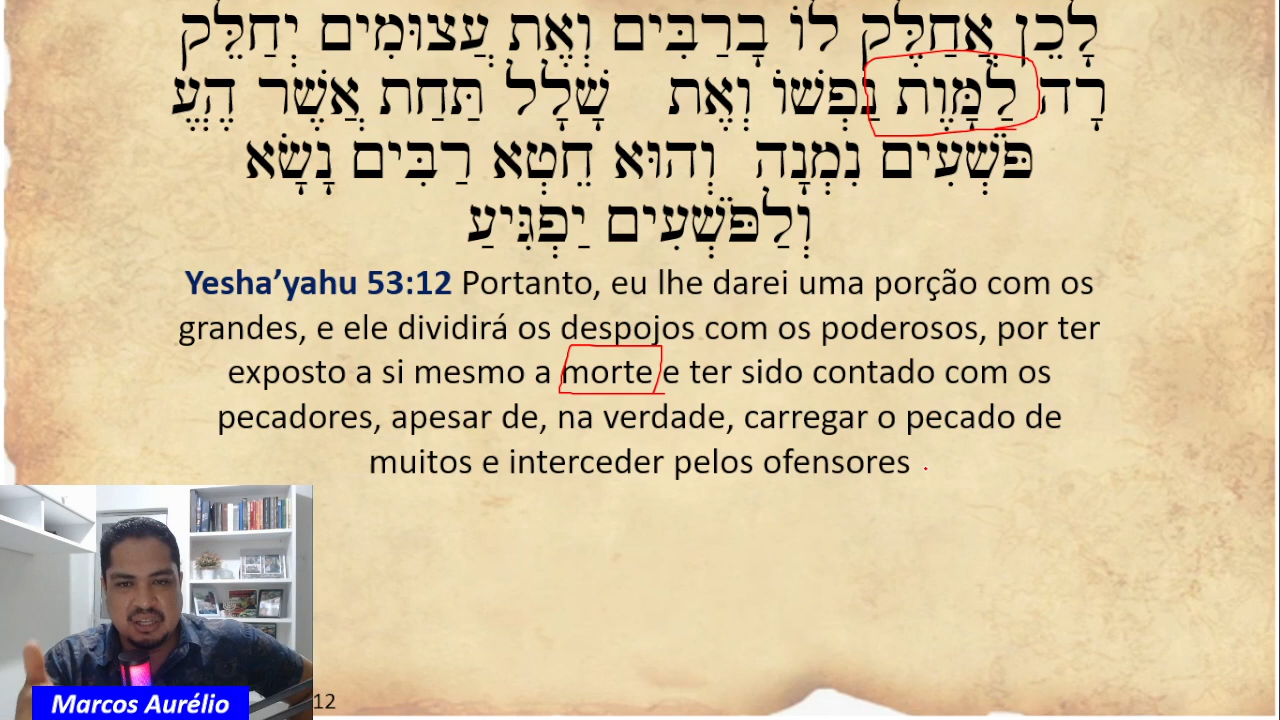 לָכֵן אֲחַלֶּק לוֹ בָרַבִּים וְאֶת עֲצוּמִים יְחַלֵּק
שָׁלָל תַּחַת אֲשֶׁר הֶעֱ רָה לַמָּוֶת נַפְשׁוֹ וְאֶת
פֹּשְׁעִים נִמְנָה וְהוּא חֵטְא רַבִּים נָשָׂא
וְלַפֹּשְׁעִים יַפְגִּיעַ
Yesha’yahu 53:12 Portanto, eu lhe darei uma porção com os
grandes, e ele dividirá os despojos com os poderosos, por ter
exposto a si mesmo a morte e ter sido contado com os
pecadores, apesar de, na verdade, carregar o pecado de
muitos e interceder pelos ofensores
Marcos Aurélio
12